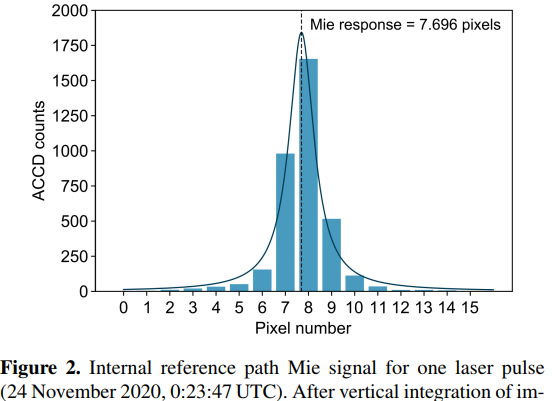 2000
1750
1500
1250
1000
750
500
250
0
ACCD counts
Mie response = 7.696 pixels
0 1 2 3 4 5 6 7 8 9 10 11 12 13 14 15
Pixel number
Figure 2. Internal reference path Mie signal for one laser pulse
(24 November 2020, 0:23:47 UTC). After vertical integration of im-